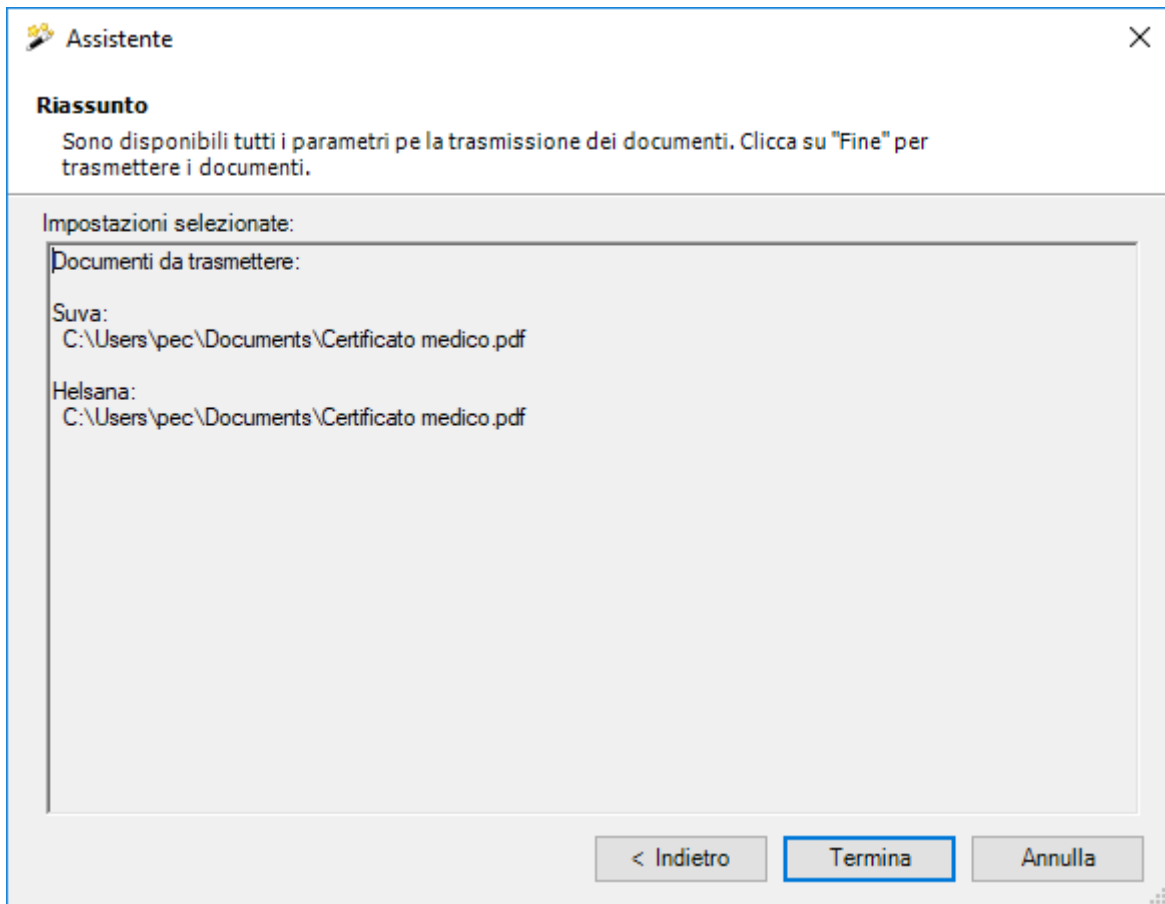 Assistente
Riassunto
Sono disponibili tutti i parametri pe la trasmissione dei documenti. Clicca su "Fine" per
trasmettere i documenti.
Impostazioni selezionate:
Documenti da trasmettere:
Suva:
C:\Users\pec\Documents\Certificato medico.pdf
Helsana:
C:\Users\pec\Documents\Certificato medico.pdf
< Indietro
Termina
Annulla